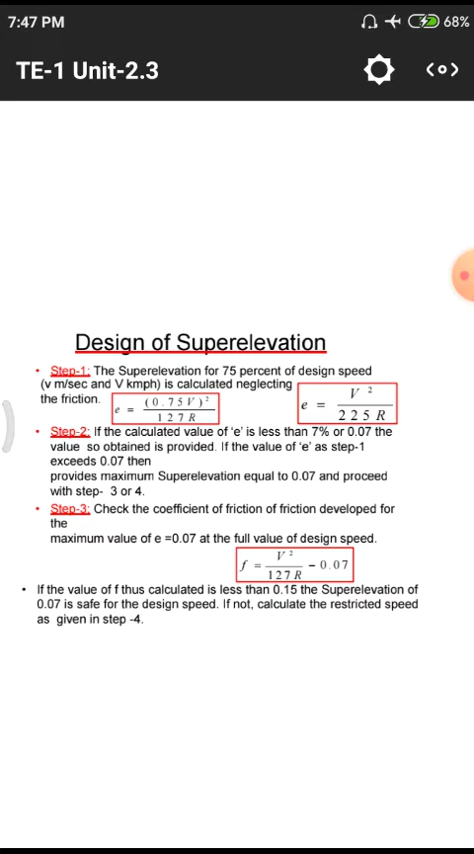 7:47 PM
68%
TE-1 Unit-2.3
Design of Superelevation
• Step-1: The Superelevation for 75 percent of design speed
(v m/sec and V kmph) is calculated neglecting
the friction.
e = (0.75V)² / 127R
e = V² / 225R
• Step-2: If the calculated value of 'e' is less than 7% or 0.07 the
value so obtained is provided. If the value of 'e' as step-1
exceeds 0.07 then
provides maximum Superelevation equal to 0.07 and proceed
with step- 3 or 4.
• Step-3: Check the coefficient of friction of friction developed for
the
maximum value of e =0.07 at the full value of design speed.
f = V² / 127R - 0.07
• If the value of f thus calculated is less than 0.15 the Superelevation of
0.07 is safe for the design speed. If not, calculate the restricted speed
as given in step -4.